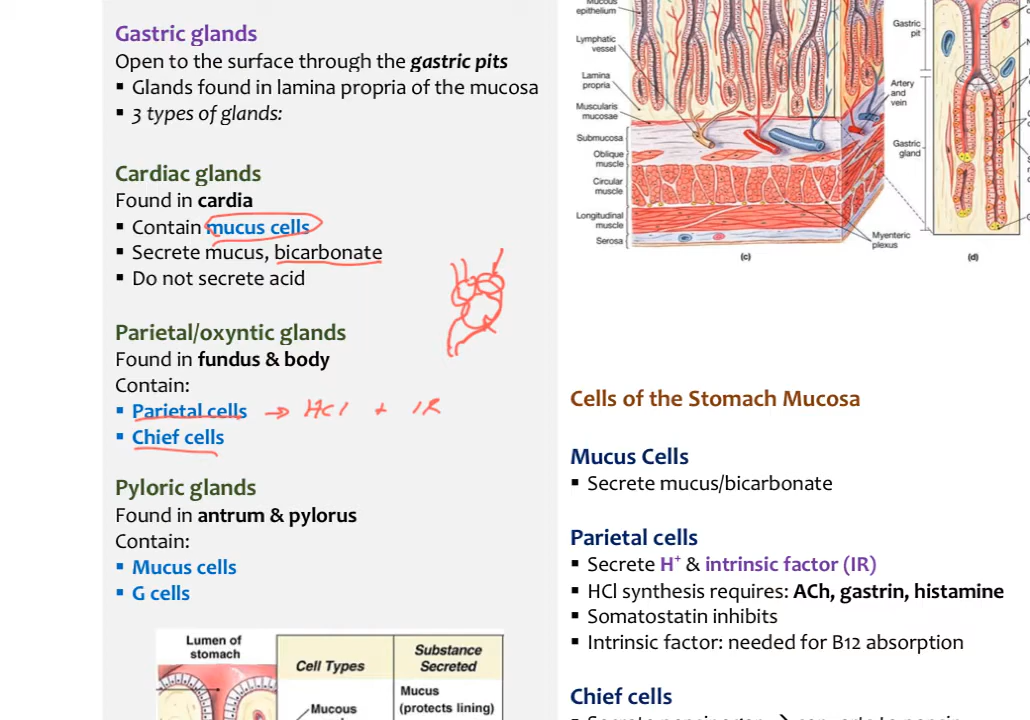 Gastric glands
Open to the surface through the gastric pits
▪ Glands found in lamina propria of the mucosa
▪ 3 types of glands:
Cardiac glands
Found in cardia
▪ Contain mucus cells
▪ Secrete mucus, bicarbonate
▪ Do not secrete acid
Parietal/oxyntic glands
Found in fundus & body
Contain:
▪ Parietal cells → HCl + IR
▪ Chief cells
Pyloric glands
Found in antrum & pylorus
Contain:
▪ Mucus cells
▪ G cells
Lumen of
stomach
Cell Types
Substance
Secreted
Mucous
Mucus
(protects lining)
Mucous
epithelium
Lymphatic
vessel
Lamina
propria
Muscularis
mucosae
Submucosa
Oblique
muscle
Circular
muscle
Longitudinal
muscle
Serosa
Myenteric
plexus
(c)
Gastric
pit
Artery
and
vein
Gastric
gland
(d)
Cells of the Stomach Mucosa
Mucus Cells
▪ Secrete mucus/bicarbonate
Parietal cells
▪ Secrete H⁺ & intrinsic factor (IR)
▪ HCl synthesis requires: ACh, gastrin, histamine
▪ Somatostatin inhibits
▪ Intrinsic factor: needed for B12 absorption
Chief cells